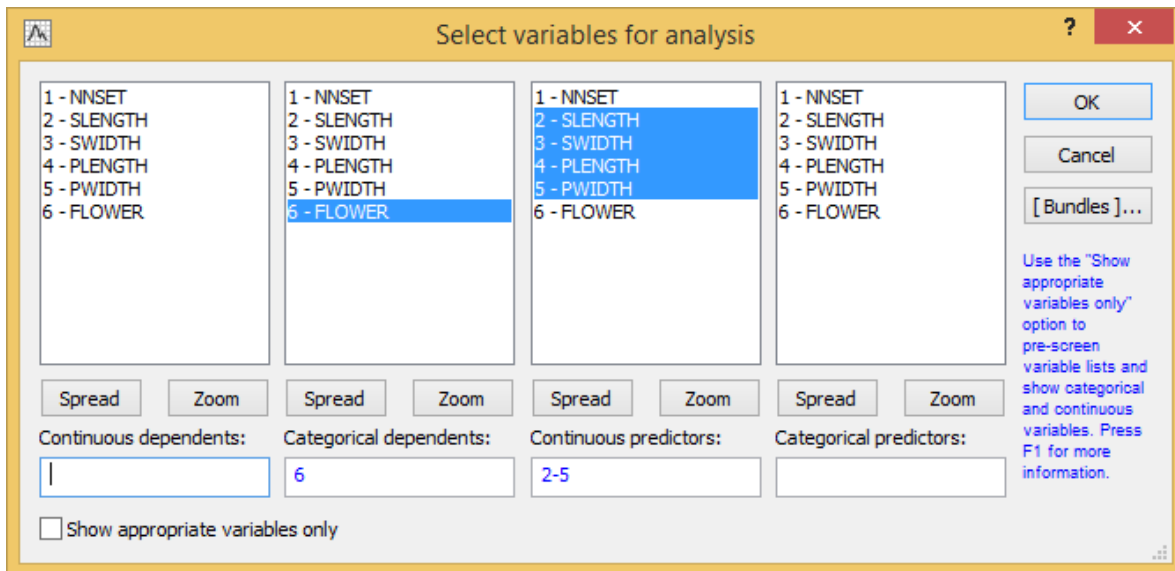 Select variables for analysis
?
1 - NNSET
2 - SLENGTH
3 - SWIDTH
4 - PLENGTH
5 - PWIDTH
6 - FLOWER
1 - NNSET
2 - SLENGTH
3 - SWIDTH
4 - PLENGTH
5 - PWIDTH
6 - FLOWER
1 - NNSET
2 - SLENGTH
3 - SWIDTH
4 - PLENGTH
5 - PWIDTH
6 - FLOWER
1 - NNSET
2 - SLENGTH
3 - SWIDTH
4 - PLENGTH
5 - PWIDTH
6 - FLOWER
OK
Cancel
[ Bundles ]...
Use the "Show
appropriate
variables only"
option to
pre-screen
variable lists and
show categorical
and continuous
variables. Press
F1 for more
information.
Spread Zoom Spread Zoom Spread Zoom Spread Zoom
Continuous dependents: Categorical dependents: Continuous predictors: Categorical predictors:
6 2-5
Show appropriate variables only